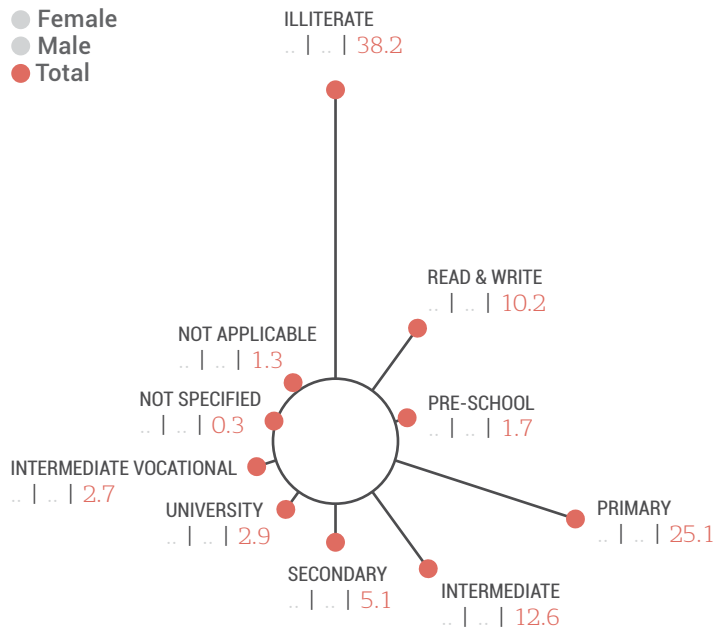 Female
Male
Total
ILLITERATE
.. | .. | 38.2
READ & WRITE
.. | .. | 10.2
NOT APPLICABLE
.. | .. | 1.3
NOT SPECIFIED
.. | .. | 0.3
PRE-SCHOOL
.. | .. | 1.7
INTERMEDIATE VOCATIONAL
.. | .. | 2.7
UNIVERSITY
.. | .. | 2.9
PRIMARY
.. | .. | 25.1
SECONDARY
.. | .. | 5.1
INTERMEDIATE
.. | .. | 12.6